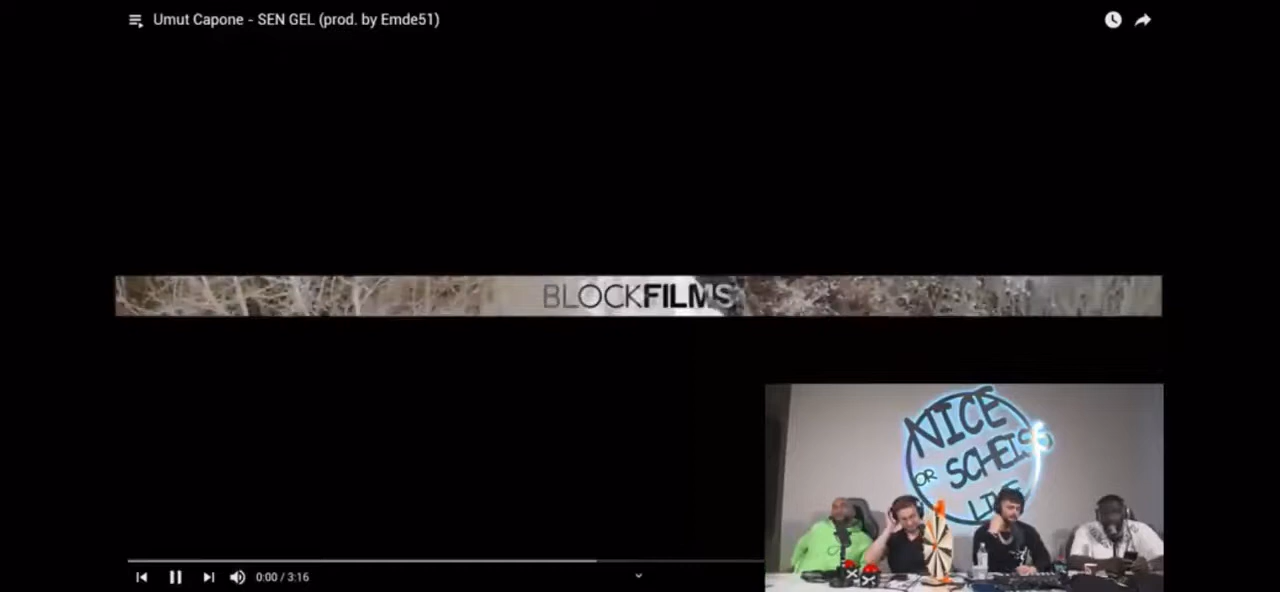 Umut Capone - SEN GEL (prod. by Emde51)
BLOCKFILMS
NICE
OR SCHEISS
LIVE
0:00 / 3:16